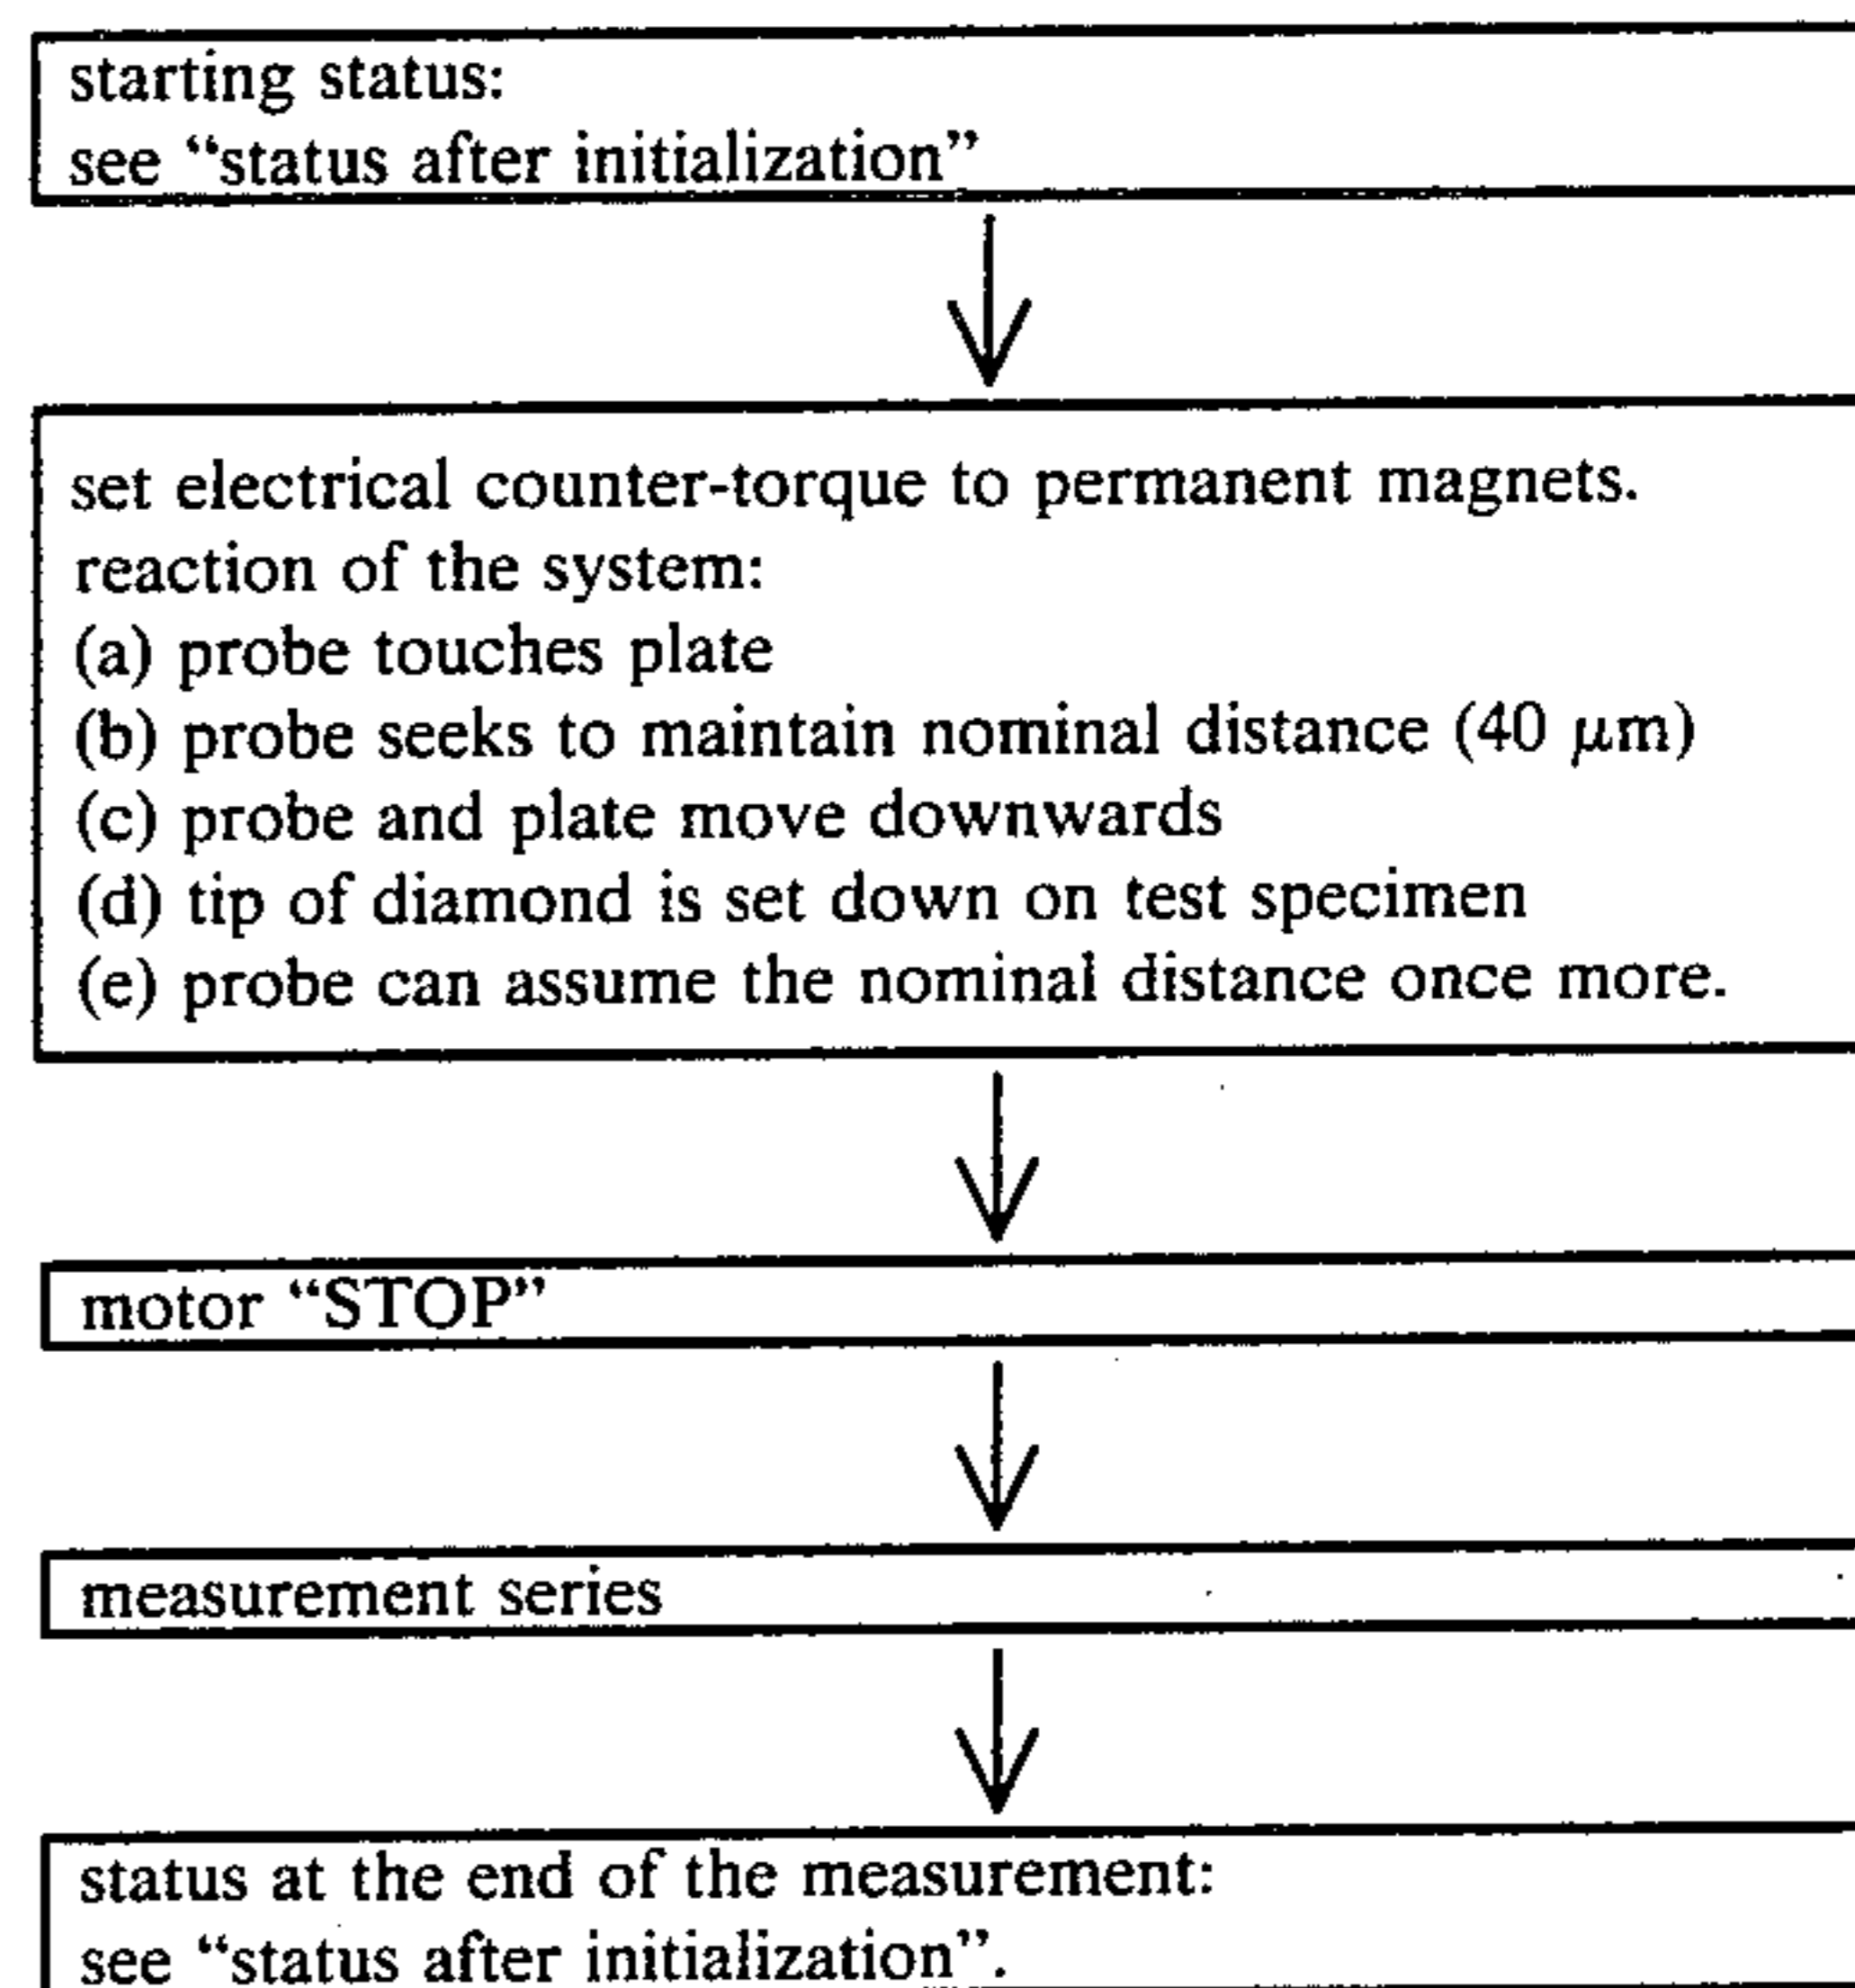 starting status:
see “status after initialization”
set electrical counter-torque to permanent magnets.
reaction of the system:
(a) probe touches plate
(b) probe seeks to maintain nominal distance (40 μm)
(c) probe and plate move downwards
(d) tip of diamond is set down on test specimen
(e) probe can assume the nominal distance once more.
motor “STOP”
measurement series
status at the end of the measurement:
see “status after initialization”.